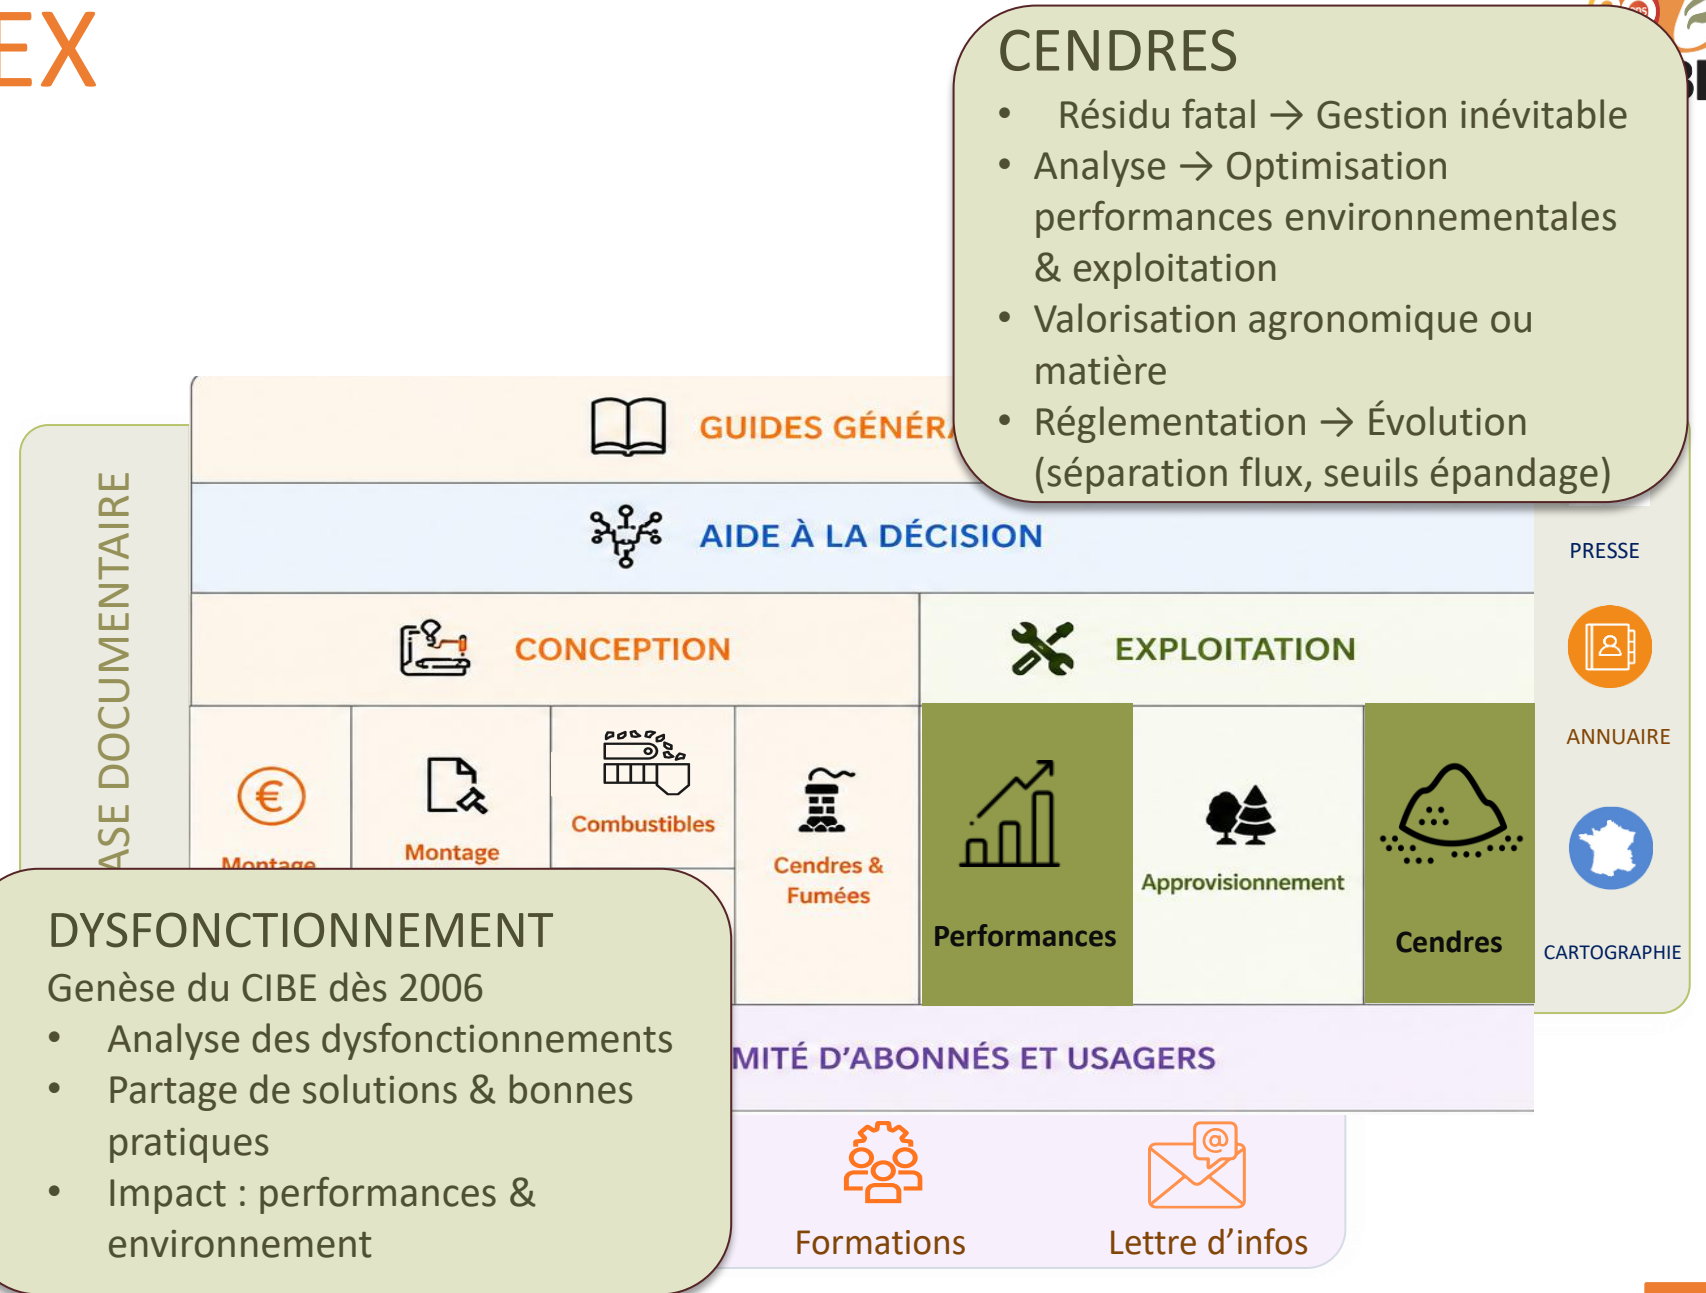 EX
CENDRES
• Résidu fatal → Gestion inévitable
• Analyse → Optimisation
performances environnementales
& exploitation
• Valorisation agronomique ou
matière
• Réglementation → Évolution
(séparation flux, seuils épandage)
GUIDES GÉNÉR
AIDE À LA DÉCISION
CONCEPTION
EXPLOITATION
ASE DOCUMENTAIRE
Montage
Montage
Combustibles
Cendres &
Fumées
Performances
Approvisionnement
Cendres
PRESSE
ANNUAIRE
CARTOGRAPHIE
DYSFONCTIONNEMENT
Genèse du CIBE dès 2006
• Analyse des dysfonctionnements
• Partage de solutions & bonnes
pratiques
• Impact : performances &
environnement
MITÉ D'ABONNÉS ET USAGERS
Formations
Lettre d’infos